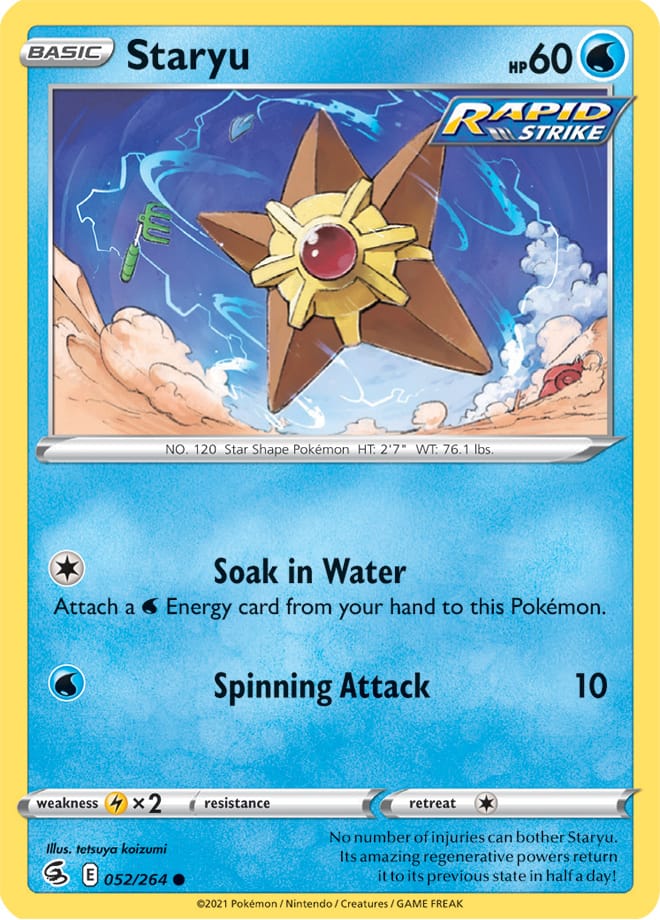 BASIC Staryu HP60
RAPID
STRIKE
NO. 120 Star Shape Pokémon HT: 2'7" WT: 76.1 lbs.
Soak in Water
Attach a Energy card from your hand to this Pokémon.
Spinning Attack 10
weakness ×2 resistance retreat
Illus. tetsuya koizumi
E 052/264
No number of injuries can bother Staryu.
Its amazing regenerative powers return
it to its previous state in half a day!
©2021 Pokémon / Nintendo / Creatures / GAME FREAK